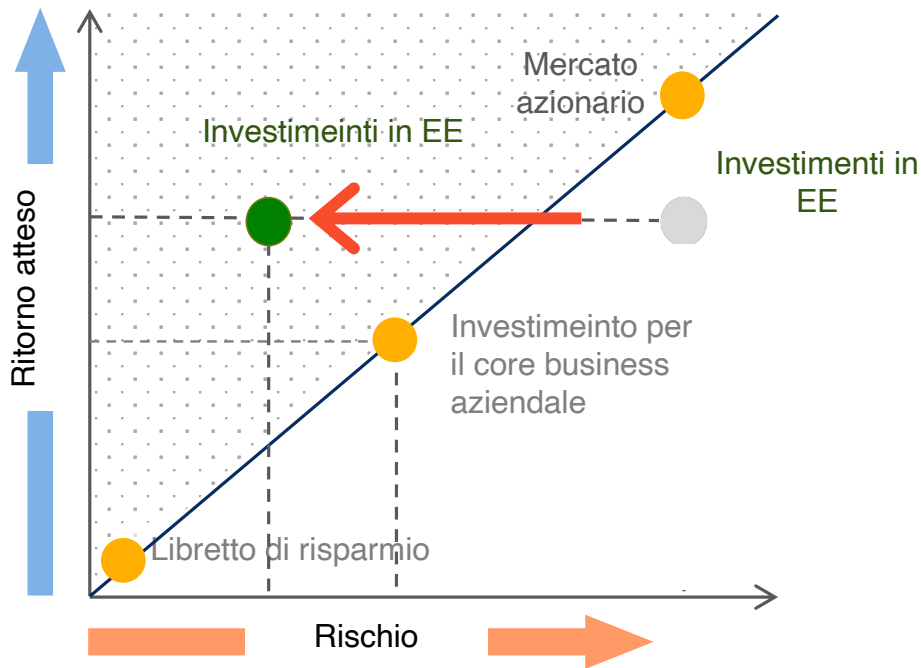 Mercato
azionario
Investimeinti in EE
Investimenti in
EE
Ritorno atteso
Investimeinto per
il core business
aziendale
Libretto di risparmio
Rischio